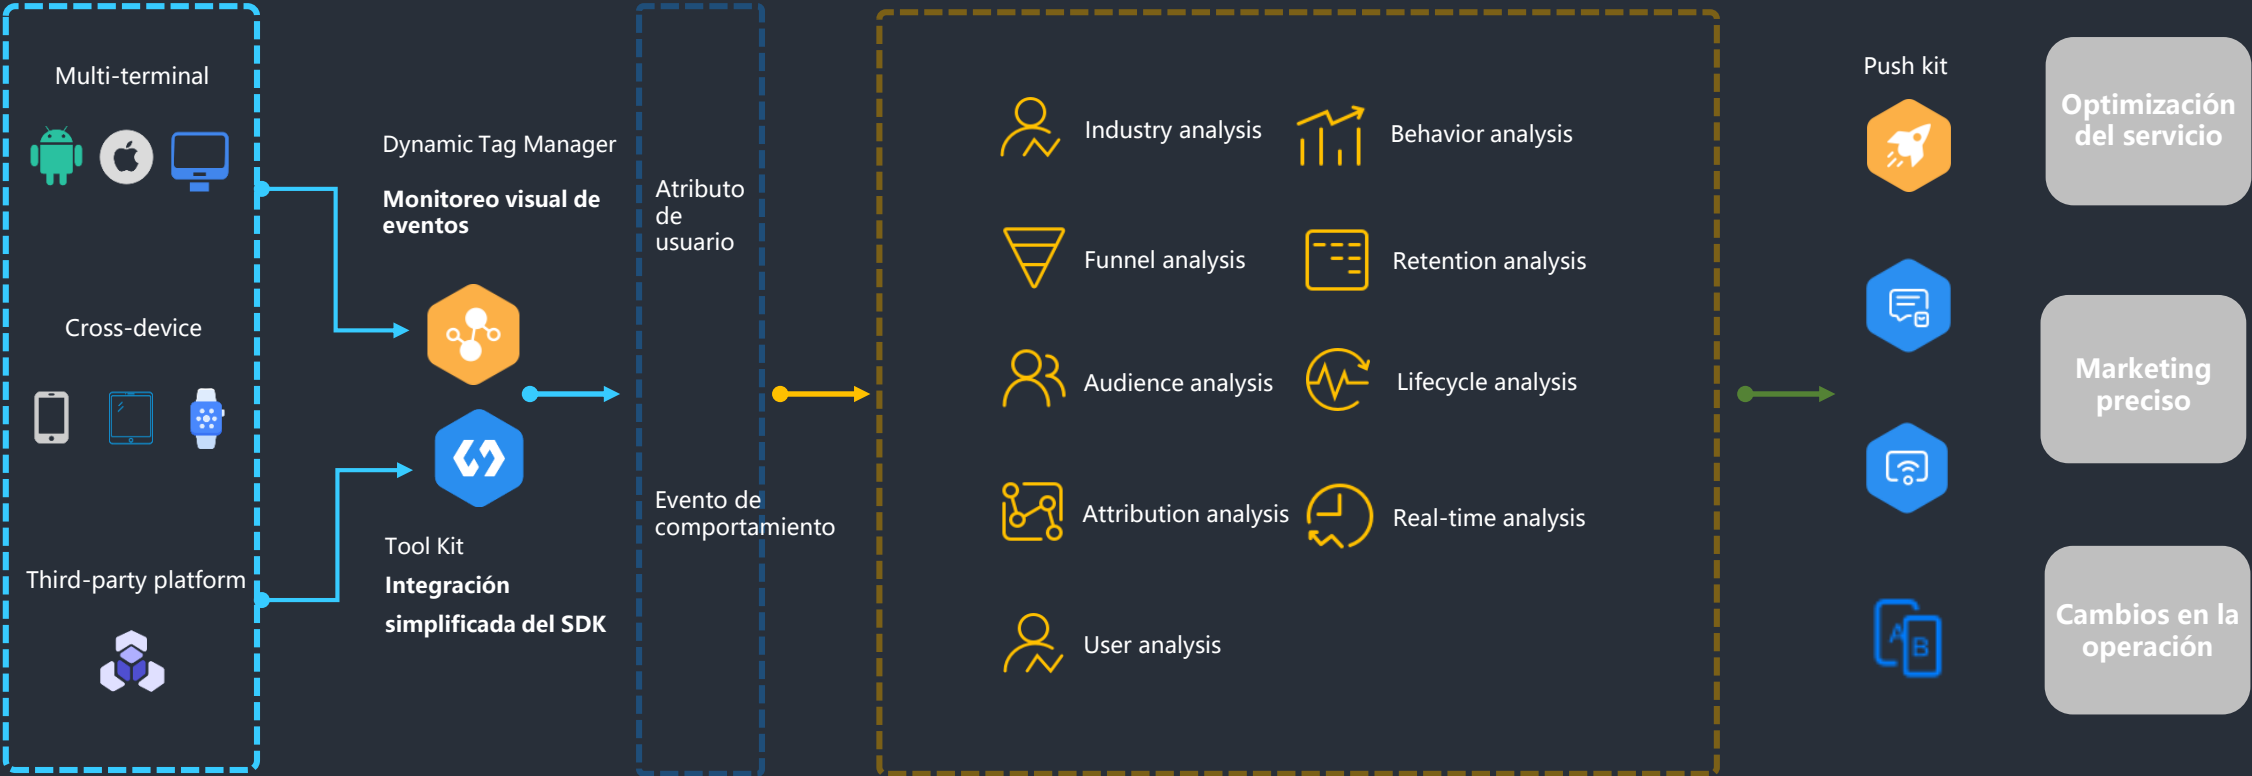 Multi-terminal
Cross-device
Third-party platform
Dynamic Tag Manager
Monitoreo visual de
eventos
Tool Kit
Integración
simplificada del SDK
Atributo
de
usuario
Evento de
comportamiento
Industry analysis
Behavior analysis
Funnel analysis
Retention analysis
Audience analysis
Lifecycle analysis
Attribution analysis
Real-time analysis
User analysis
Push kit
A
B
Optimización
del servicio
Marketing
preciso
Cambios en la
operación